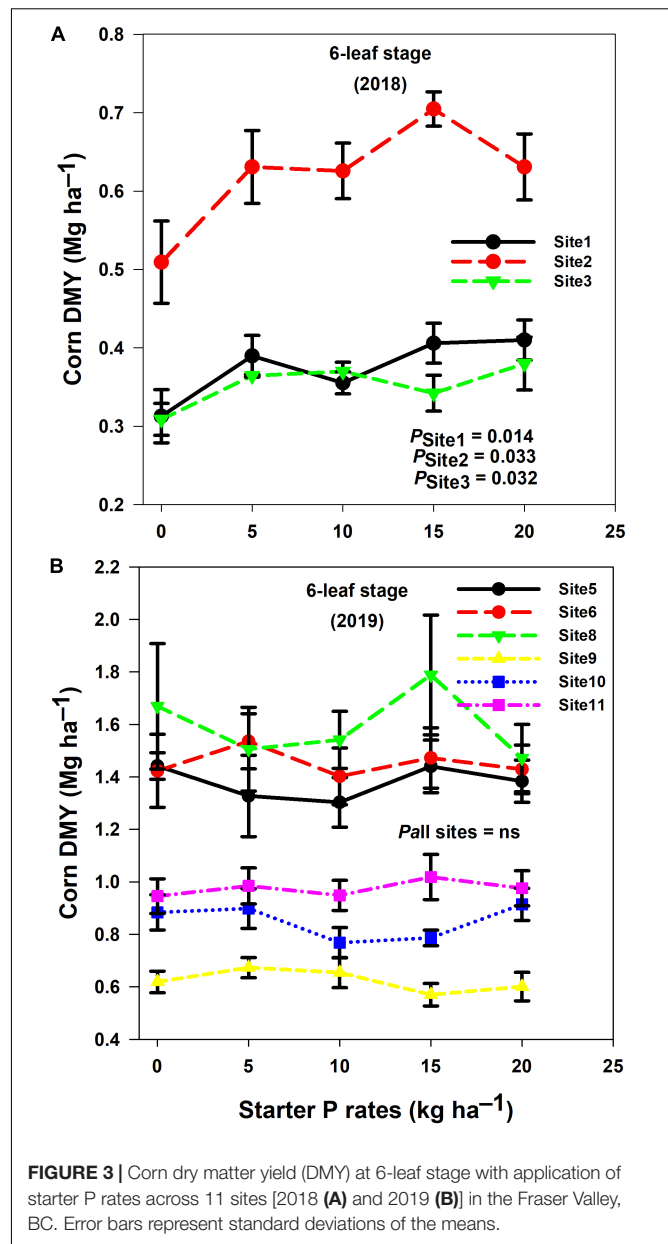 A
6-leaf stage
(2018)
0.8
0.7
0.6
0.5
0.4
0.3
0.2
Corn DMY (Mg ha⁻¹)
Site1
Site2
Site3
PSite1 = 0.014
PSite2 = 0.033
PSite3 = 0.032
0 5 10 15 20 25
B
6-leaf stage
(2019)
2.2
2.0
1.8
1.6
1.4
1.2
1.0
0.8
0.6
0.4
Corn DMY (Mg ha⁻¹)
Site5
Site6
Site8
Site9
Site10
Site11
Pall sites = ns
0 5 10 15 20 25
Starter P rates (kg ha⁻¹)
FIGURE 3 | Corn dry matter yield (DMY) at 6-leaf stage with application of
starter P rates across 11 sites [2018 (A) and 2019 (B)] in the Fraser Valley,
BC. Error bars represent standard deviations of the means.